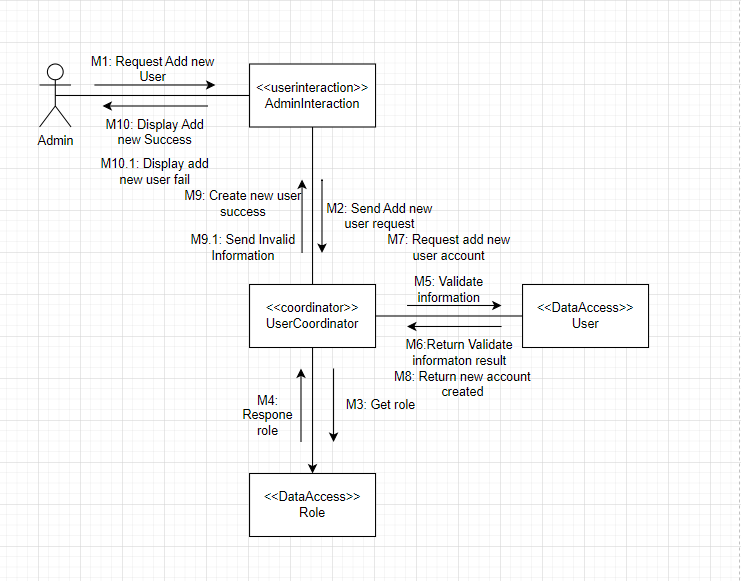 M1: Request Add new
User
<<userinteraction>>
AdminInteraction
Admin
M10: Display Add
new Success
M10.1: Display add
new user fail
M9: Create new user
success
M2: Send Add new
user request
M9.1: Send Invalid
Information
M7: Request add new
user account
M5: Validate
information
<<coordinator>>
UserCoordinator
<<DataAccess>>
User
M6:Return Validate
informaton result
M8: Return new account
created
M4:
Respone
role
M3: Get role
<<DataAccess>>
Role